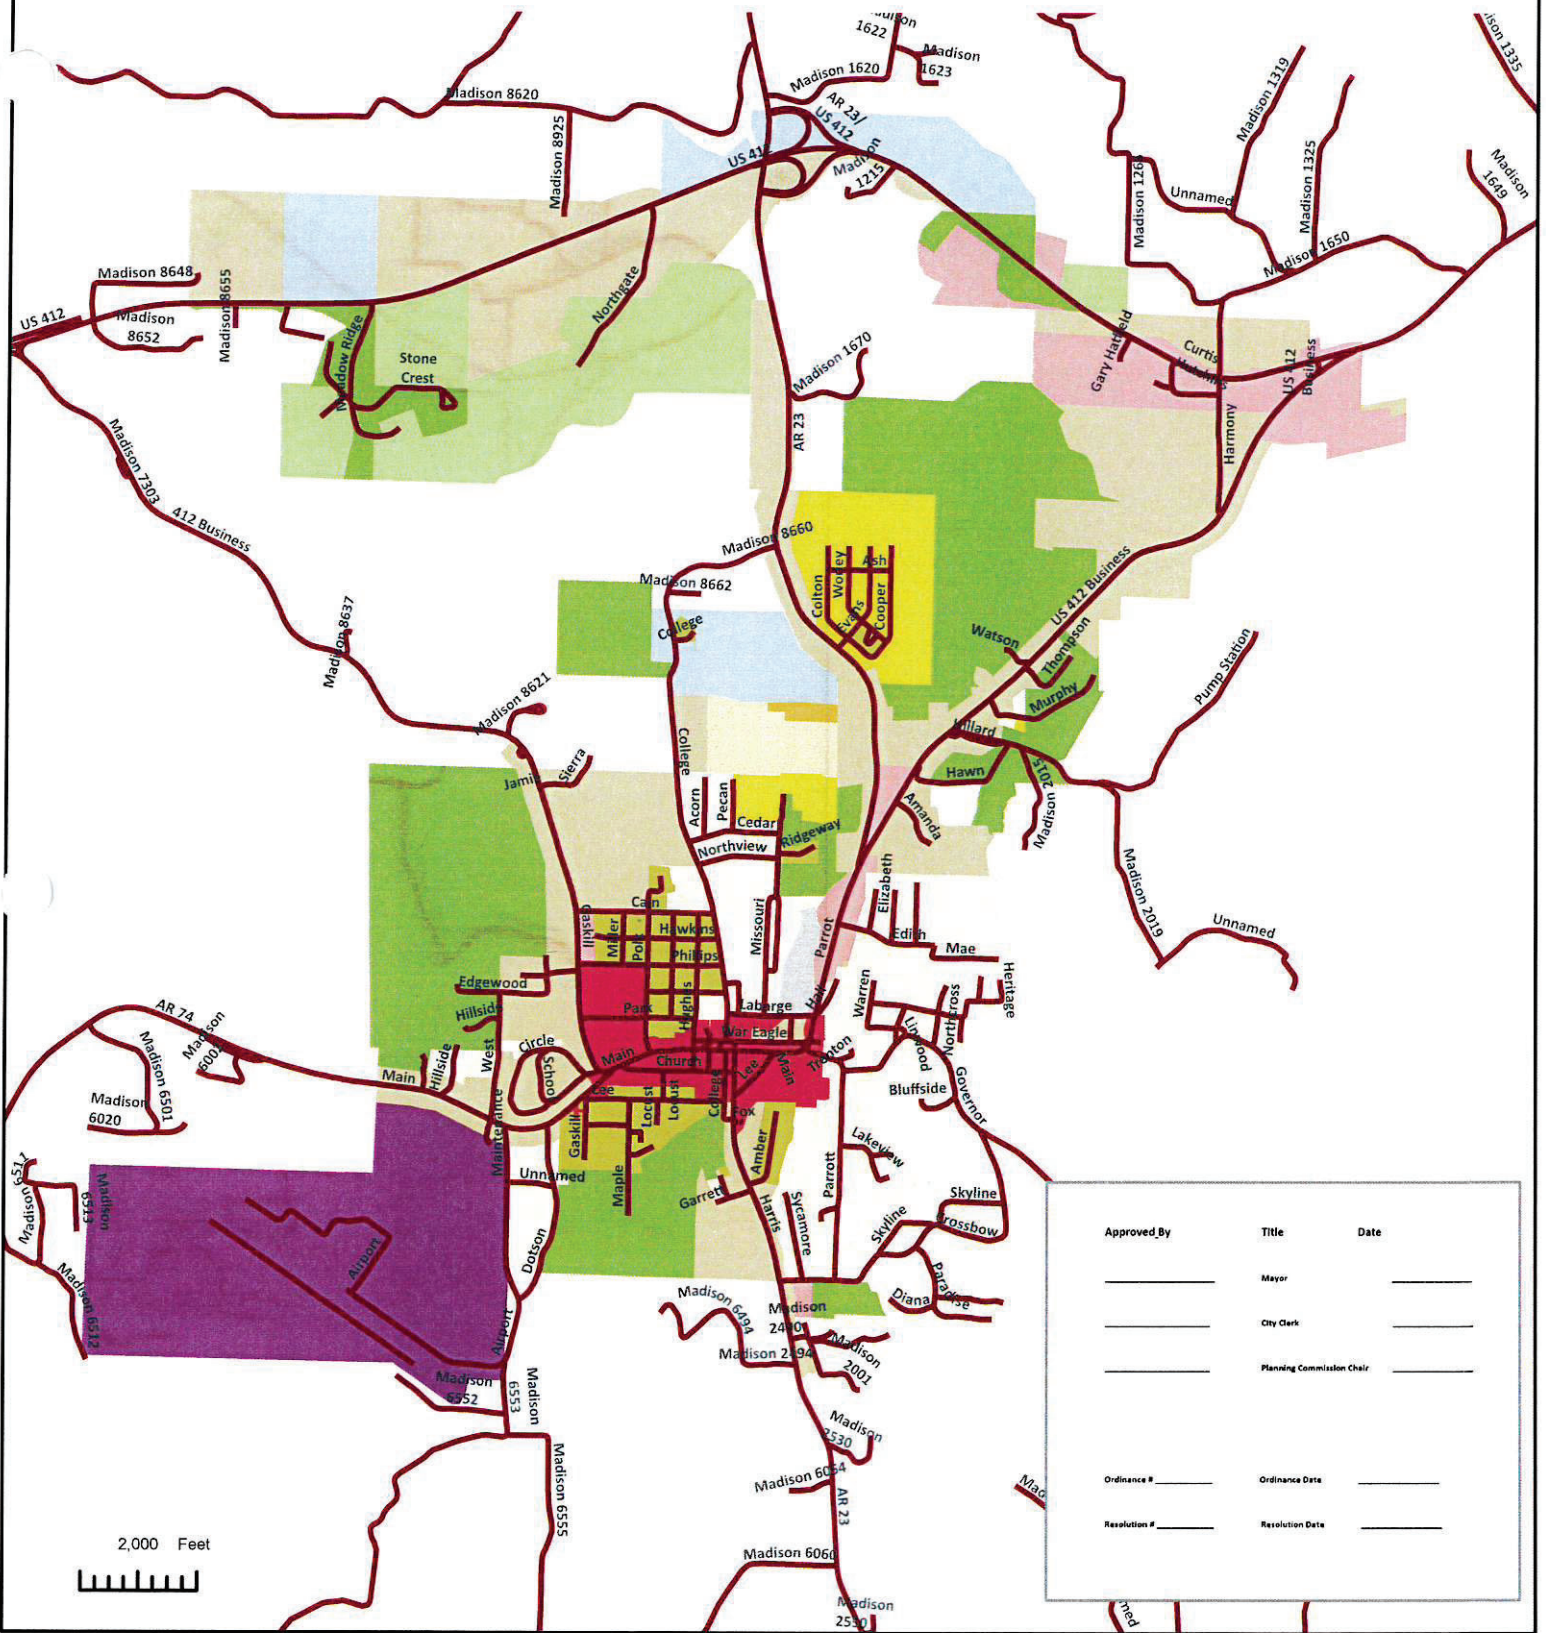 1622
Madison
1623
Madison 1620
AR 23/
US 412
Madison 8620
Madison 8925
US 412
Madison
1215
Madison 1319
Madison 1325
Madison
1649
Unnamed
Madison 1650
Madison 8648
Madison 8655
US 412
Madison
8652
Meadow Ridge
Stone
Crest
Northgate
Madison 1670
AR 23
Gary Hatfield
Curtis
Hutchins
US 412
Business
Harmony
Madison 7303
412 Business
Madison 8660
Madison 8662
College
Colton
Worley
Ash
Evans
Cooper
US 412 Business
Watson
Thompson
Murphy
Pump Station
Madison 8637
Madison 8621
Jamie
Sierra
College
Hillard
Hawn
Madison 2015
Amanda
Acorn
Pecan
Cedar
Northview
Ridgeway
Madison 2019
Unnamed
Elizabeth
Edith
Mae
Heritage
Missouri
Parrot
Cain
Gaskill
Miller
Polk
Hawkins
Phillips
Edgewood
Hillside
Park
Hughes
Labarge
Hall
Warren
Linwood
Northcross
War Eagle
AR 74
Madison
6002
Madison 6501
Madison
6020
Main
Hillside
West
Circle
School
Main
Church
Lee
Main
Trenton
Governor
Bluffside
Maintenance
Lee
Gaskill
Locust
Locust
College
Fox
Amber
Lakeview
Madison 6517
Madison
6513
Unnamed
Maple
Garrett
Harris
Sycamore
Parrott
Skyline
Skyline
Crossbow
Paradise
Diana
Madison 6512
Airport
Dotson
Airport
Madison 6494
Madison
2490
Madison 2494
Madison
2001
Madison
6552
Madison
6553
Madison 6555
Madison
2530
Madison 6064
AR 23
Madison 6060
Madison
2530
Approved By Title Date
Mayor
City Clerk
Planning Commission Chair
Ordinance # Ordinance Date
Resolution # Resolution Date
2,000 Feet